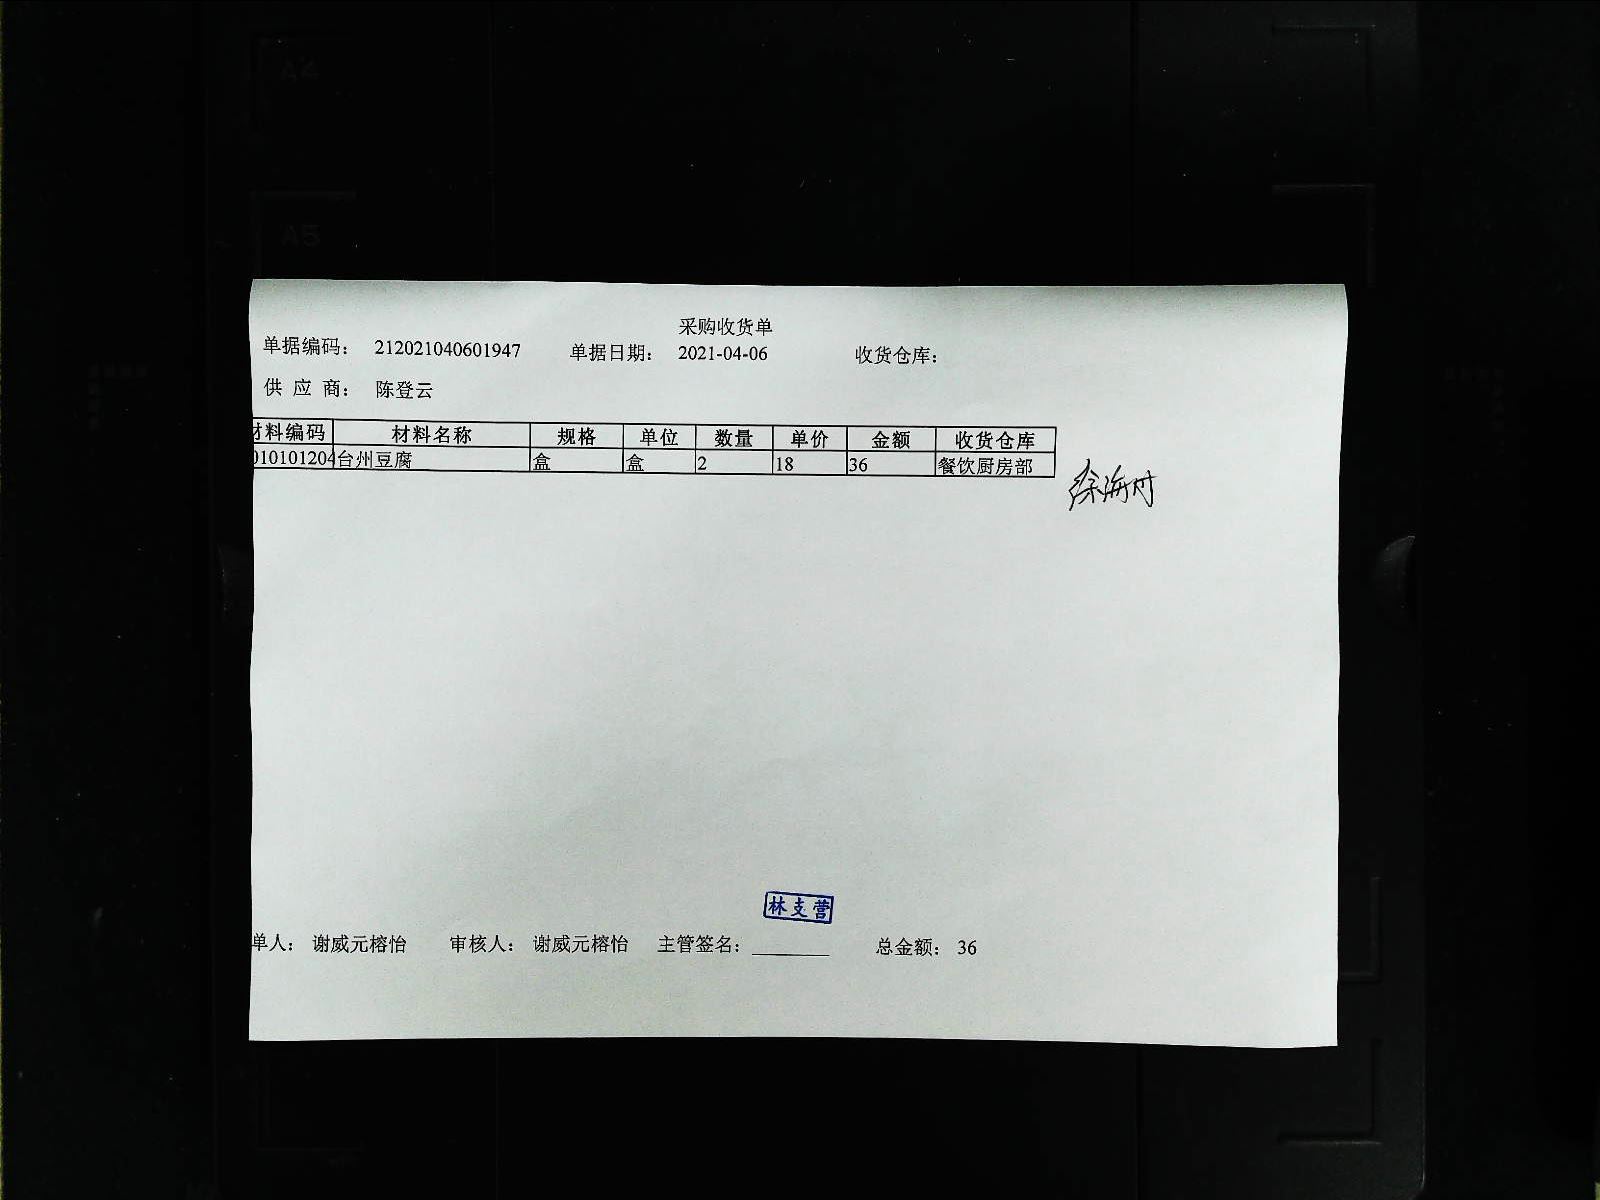 A4
A5
采购收货单
单据编码： 212021040601947 单据日期： 2021-04-06 收货仓库：
供 应 商： 陈登云
材料编码 材料名称 规格 单位 数量 单价 金额 收货仓库
010101204 台州豆腐 盒 盒 2 18 36 餐饮厨房部
林支营
单人： 谢威元榕怡 审核人： 谢威元榕怡 主管签名： 总金额： 36